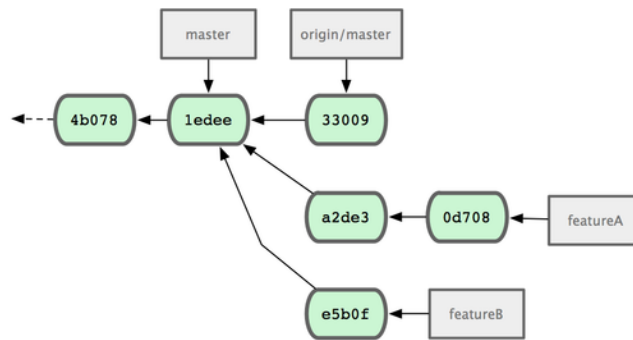 master
origin/master
4b078
1edee
33009
a2de3
0d708
featureA
e5b0f
featureB